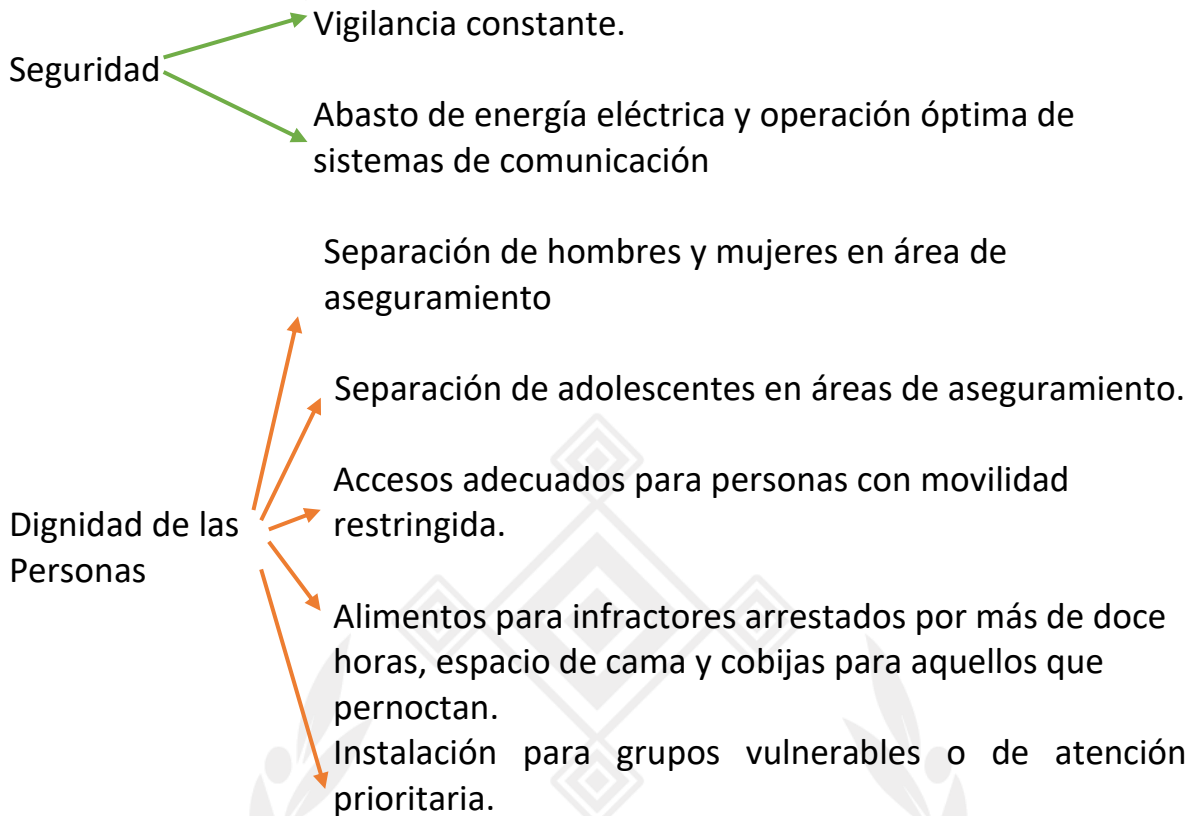 Vigilancia constante.
Seguridad
Abasto de energía eléctrica y operación óptima de
sistemas de comunicación
Separación de hombres y mujeres en área de
aseguramiento
Separación de adolescentes en áreas de aseguramiento.
Accesos adecuados para personas con movilidad
restringida.
Dignidad de las
Personas
Alimentos para infractores arrestados por más de doce
horas, espacio de cama y cobijas para aquellos que
pernoctan.
Instalación para grupos vulnerables o de atención
prioritaria.